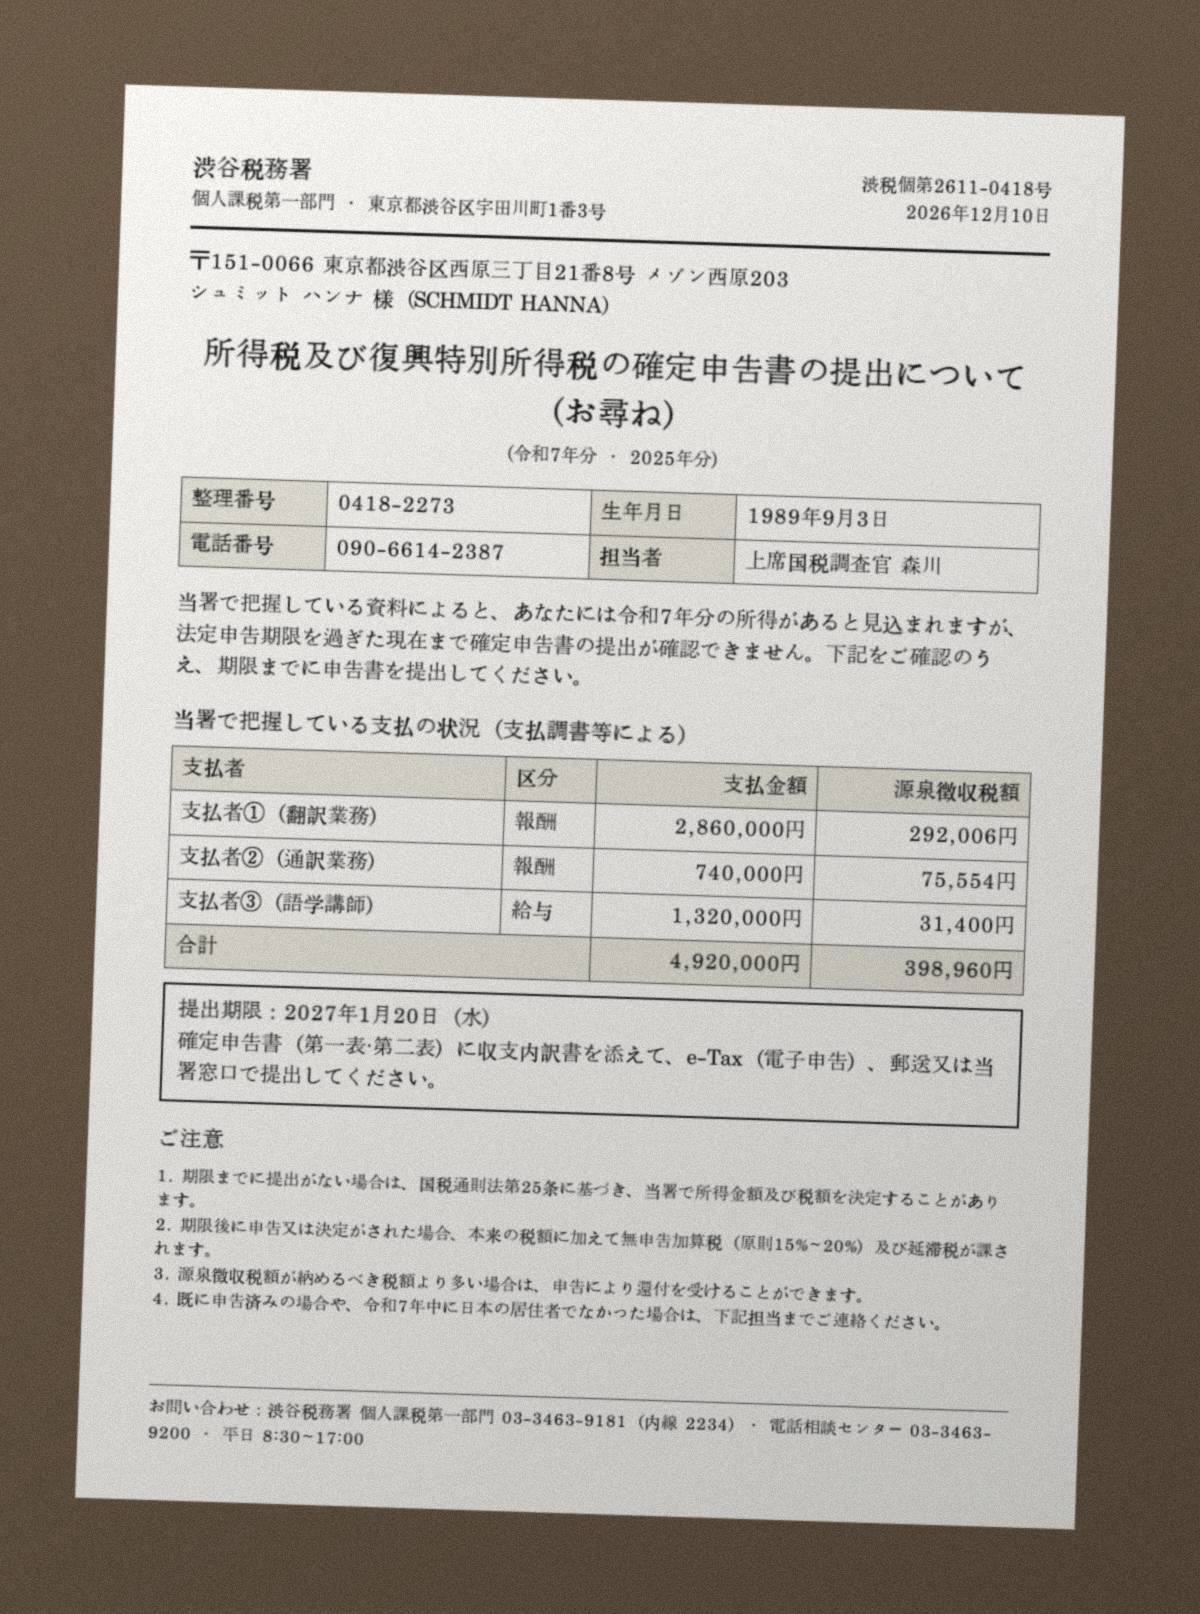 渋谷税務署
個人課税第一部門 ・ 東京都渋谷区宇田川町1番3号
渋税個第2611-0418号
2026年12月10日
〒151-0066 東京都渋谷区西原三丁目21番8号 メゾン西原203
シュミット ハンナ 様 (SCHMIDT HANNA)
所得税及び復興特別所得税の確定申告書の提出について
(お尋ね)
(令和7年分 ・ 2025年分)
整理番号 0418-2273 生年月日 1989年9月3日
電話番号 090-6614-2387 担当者 上席国税調査官 森川
当署で把握している資料によると、あなたには令和7年分の所得があると見込まれますが、
法定申告期限を過ぎた現在まで確定申告書の提出が確認できません。下記をご確認のう
え、期限までに申告書を提出してください。
当署で把握している支払の状況 (支払調書等による)
支払者 区分 支払金額 源泉徴収税額
支払者① (翻訳業務) 報酬 2,860,000円 292,006円
支払者② (通訳業務) 報酬 740,000円 75,554円
支払者③ (語学講師) 給与 1,320,000円 31,400円
合計 4,920,000円 398,960円
提出期限：2027年1月20日 (水)
確定申告書 (第一表·第二表) に収支内訳書を添えて、e-Tax (電子申告) 、郵送又は当
署窓口で提出してください。
ご注意
1. 期限までに提出がない場合は、国税通則法第25条に基づき、当署で所得金額及び税額を決定することがあり
ます。
2. 期限後に申告又は決定がされた場合、本来の税額に加えて無申告加算税 (原則15%~20%) 及び延滞税が課さ
れます。
3. 源泉徴収税額が納めるべき税額より多い場合は、申告により還付を受けることができます。
4. 既に申告済みの場合や、令和7年中に日本の居住者でなかった場合は、下記担当までご連絡ください。
お問い合わせ：渋谷税務署 個人課税第一部門 03-3463-9181 (内線 2234) ・ 電話相談センター 03-3463-
9200 ・ 平日 8:30~17:00